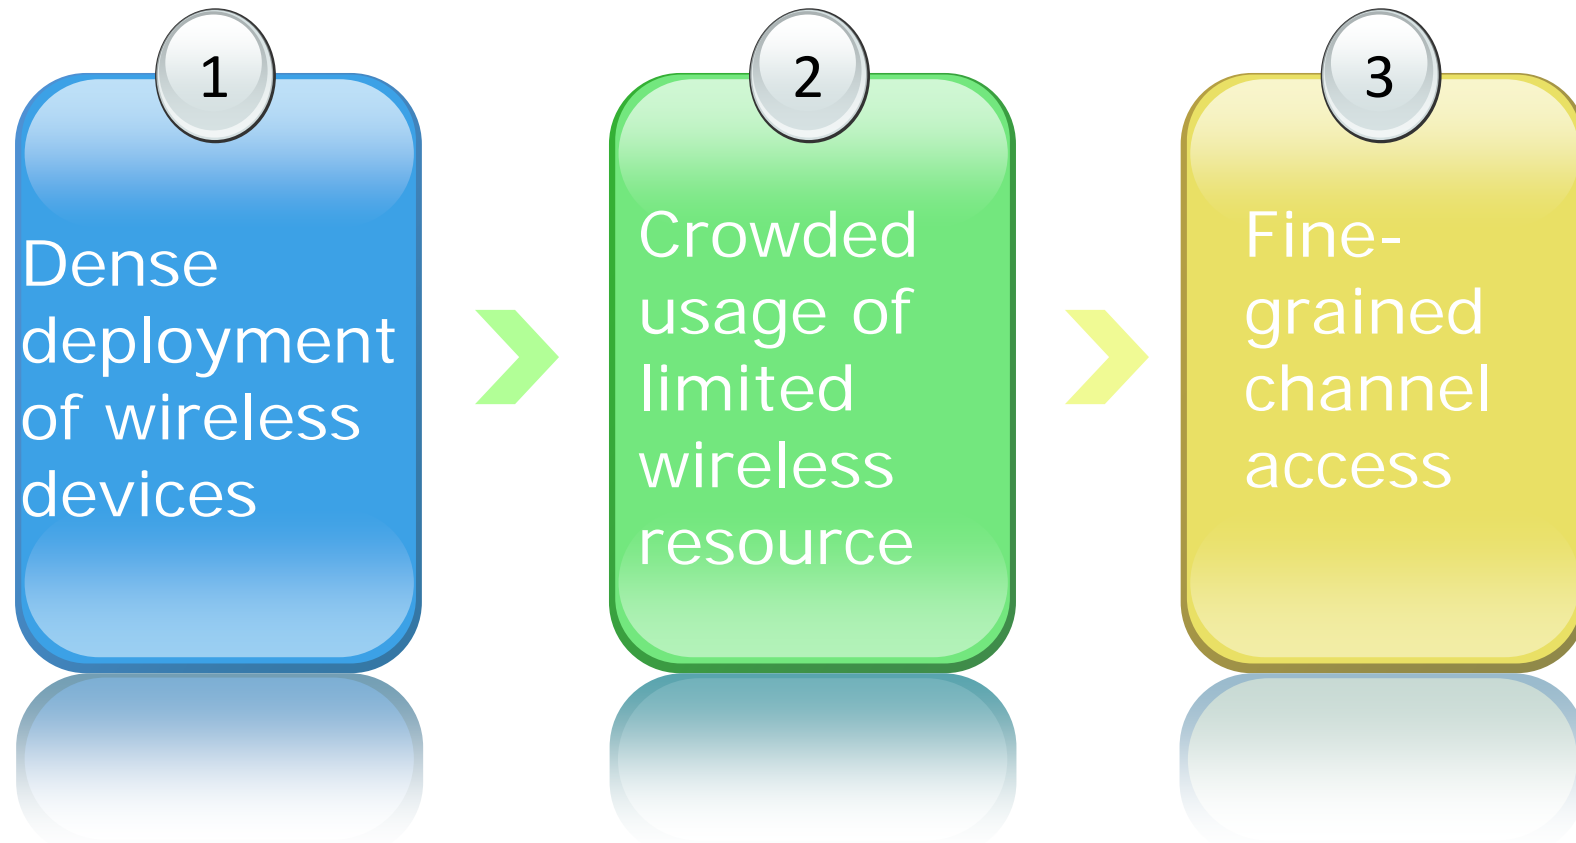 1
Dense
deployment
of wireless
devices
2
Crowded
usage of
limited
wireless
resource
3
Fine-
grained
channel
access